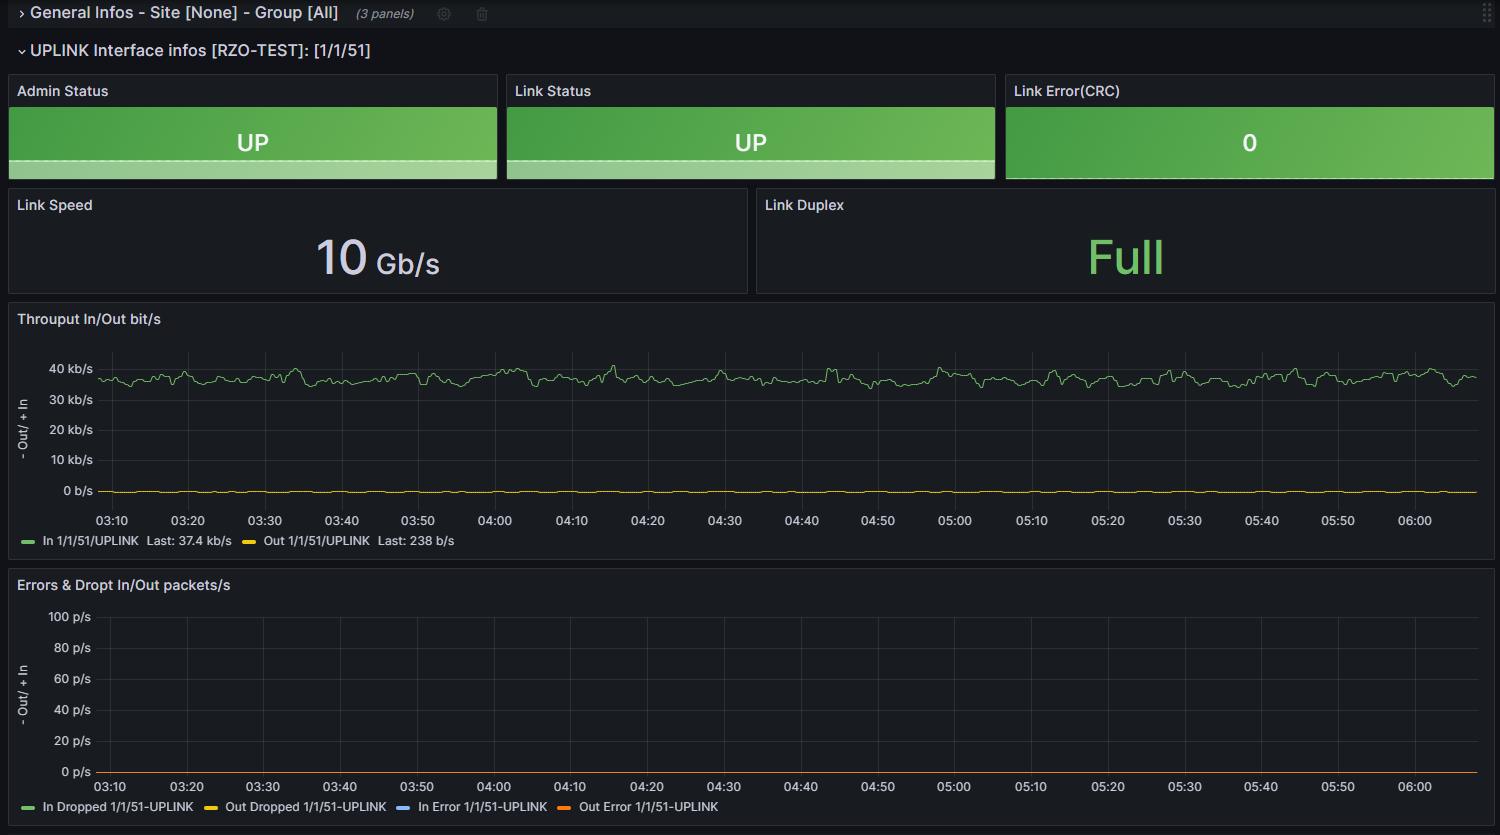 General Infos - Site [None] - Group [All] (3 panels)
UPLINK Interface infos [RZO-TEST]: [1/1/51]
Admin Status
UP
Link Status
UP
Link Error(CRC)
0
Link Speed
10 Gb/s
Link Duplex
Full
Throuput In/Out bit/s
- Out/ + In
40 kb/s
30 kb/s
20 kb/s
10 kb/s
0 b/s
03:10 03:20 03:30 03:40 03:50 04:00 04:10 04:20 04:30 04:40 04:50 05:00 05:10 05:20 05:30 05:40 05:50 06:00
In 1/1/51/UPLINK Last: 37.4 kb/s Out 1/1/51/UPLINK Last: 238 b/s
Errors & Dropt In/Out packets/s
- Out/ + In
100 p/s
80 p/s
60 p/s
40 p/s
20 p/s
0 p/s
03:10 03:20 03:30 03:40 03:50 04:00 04:10 04:20 04:30 04:40 04:50 05:00 05:10 05:20 05:30 05:40 05:50 06:00
In Dropped 1/1/51-UPLINK Out Dropped 1/1/51-UPLINK In Error 1/1/51-UPLINK Out Error 1/1/51-UPLINK